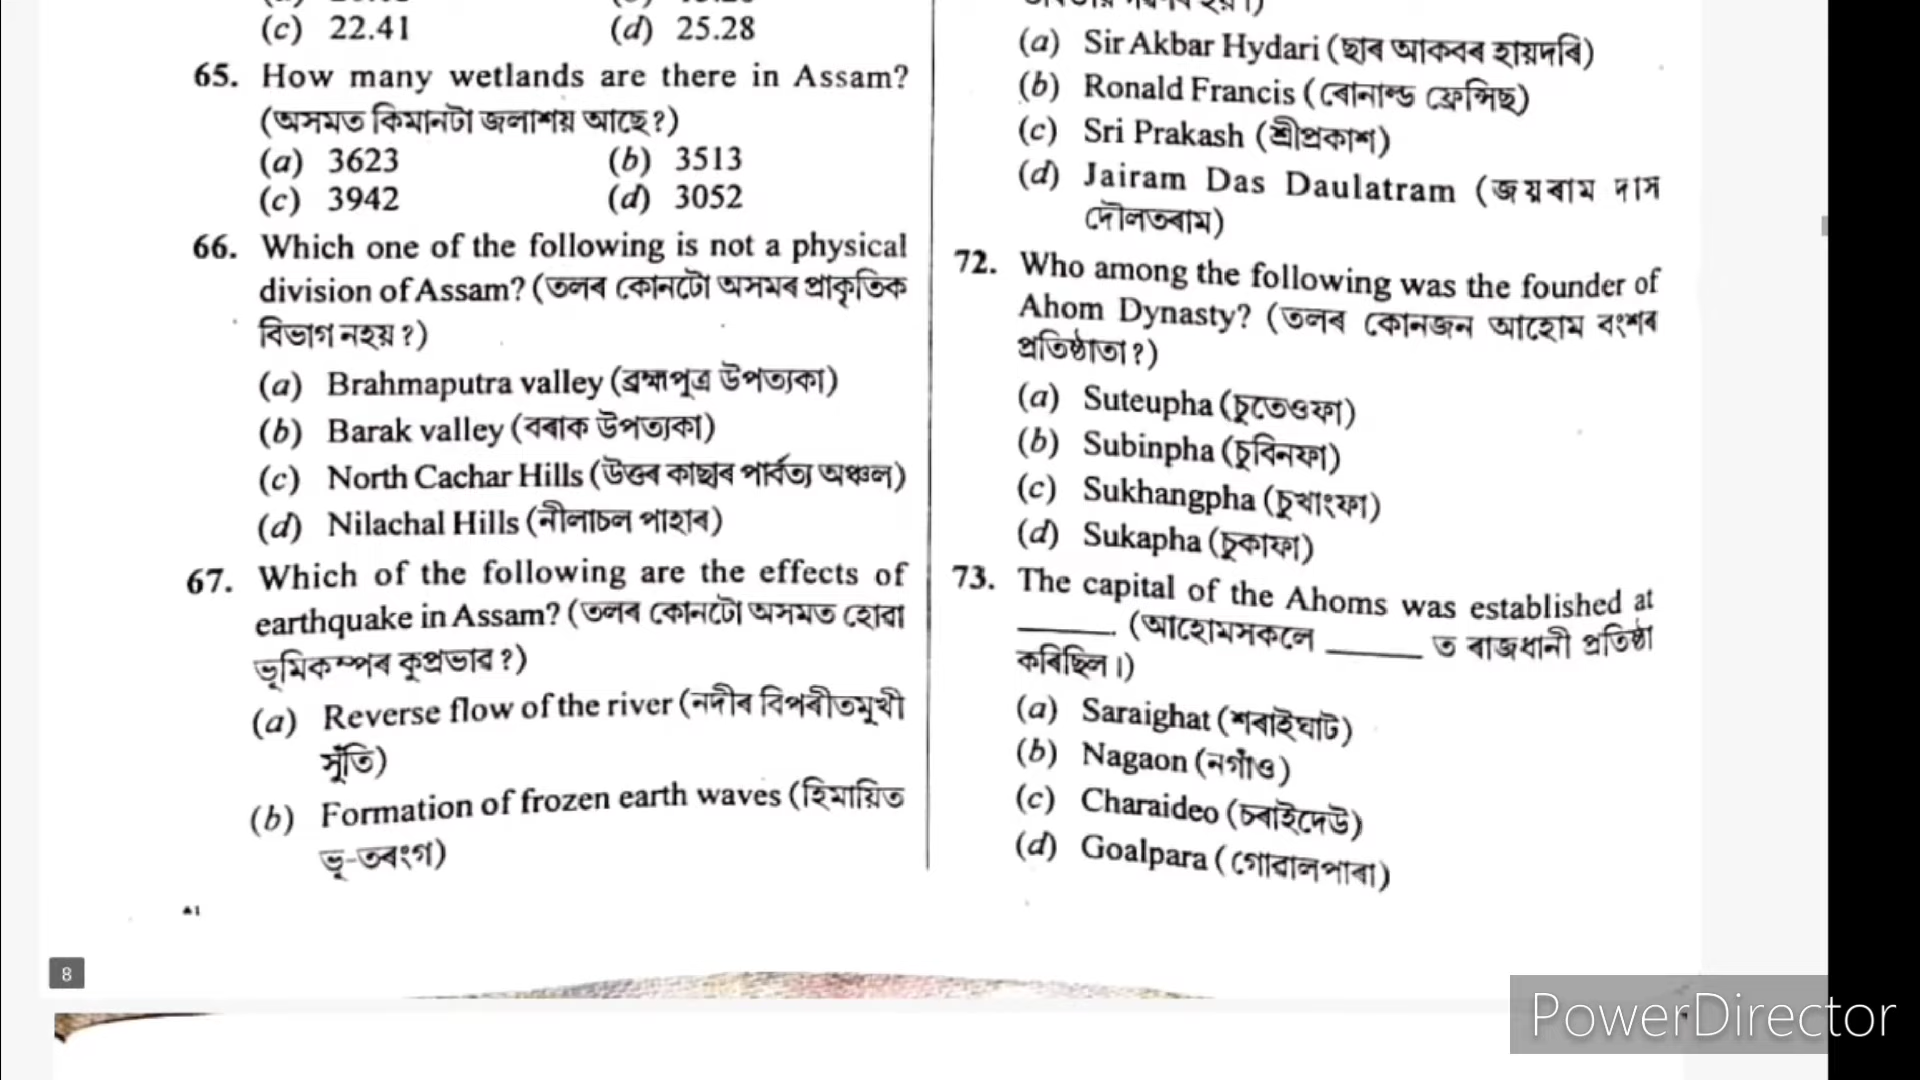 (c) 22.41 (d) 25.28
65. How many wetlands are there in Assam?
(অসমত কিমানটা জলাশয় আছে?)
(a) 3623 (b) 3513
(c) 3942 (d) 3052
66. Which one of the following is not a physical
division of Assam? (তলৰ কোনটো অসমৰ প্ৰাকৃতিক
বিভাগ নহয়?)
(a) Brahmaputra valley (ব্ৰহ্মপুত্ৰ উপত্যকা)
(b) Barak valley (বৰাক উপত্যকা)
(c) North Cachar Hills (উত্তৰ কাছাৰ পাৰ্বত্য অঞ্চল)
(d) Nilachal Hills (নীলাচল পাহাৰ)
67. Which of the following are the effects of
earthquake in Assam? (তলৰ কোনটো অসমত হোৱা
ভূমিকম্পৰ কুপ্ৰভাৱ?)
(a) Reverse flow of the river (নদীৰ বিপৰীতমুখী
সুঁতি)
(b) Formation of frozen earth waves (হিমায়িত
ভূ-তৰংগ)
(a) Sir Akbar Hydari (ছাৰ আকবৰ হায়দৰি)
(b) Ronald Francis (ৰোনাল্ড ফ্ৰেন্সিছ)
(c) Sri Prakash (শ্ৰীপ্ৰকাশ)
(d) Jairam Das Daulatram (জয়ৰাম দাস
দৌলতৰাম)
72. Who among the following was the founder of
Ahom Dynasty? (তলৰ কোনজন আহোম বংশৰ
প্ৰতিষ্ঠাতা?)
(a) Suteupha (চুতেওফা)
(b) Subinpha (চুবিনফা)
(c) Sukhangpha (চুখাংফা)
(d) Sukapha (চুকাফা)
73. The capital of the Ahoms was established at
______. (আহোমসকলে ______ ত ৰাজধানী প্ৰতিষ্ঠা
কৰিছিল।)
(a) Saraighat (শৰাইঘাট)
(b) Nagaon (নগাঁও)
(c) Charaideo (চৰাইদেউ)
(d) Goalpara (গোৱালপাৰা)
8
PowerDirector